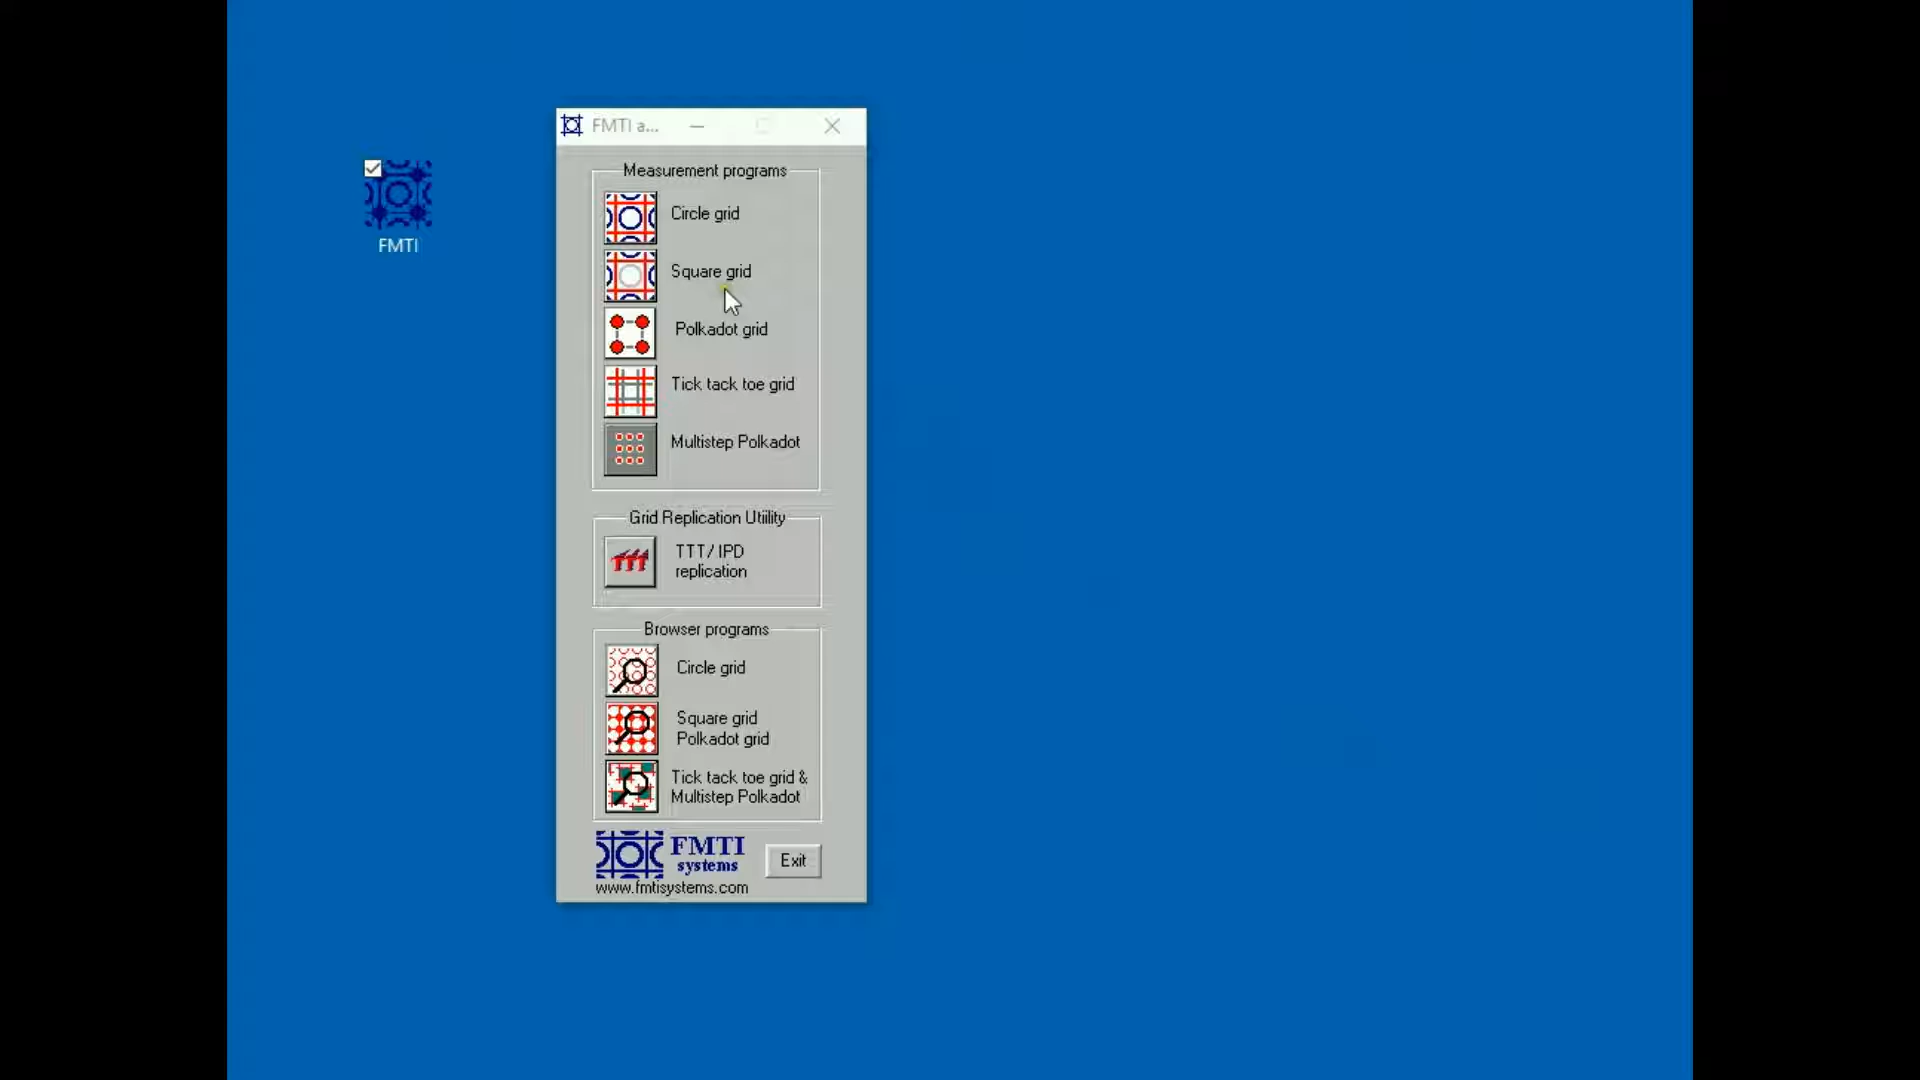 FMTI a...
FMTI
Measurement programs
Circle grid
Square grid
Polkadot grid
Tick tack toe grid
Multistep Polkadot
Grid Replication Utiility
TTT/ IPD
replication
Browser programs
Circle grid
Square grid
Polkadot grid
Tick tack toe grid &
Multistep Polkadot
FMTI
systems
Exit
www.fmtisystems.com